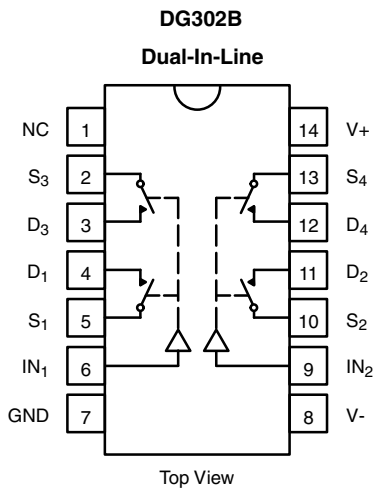 DG302B
Dual-In-Line
NC 1 14 V+
S3 2 13 S4
D3 3 12 D4
D1 4 11 D2
S1 5 10 S2
IN1 6 9 IN2
GND 7 8 V-
Top View